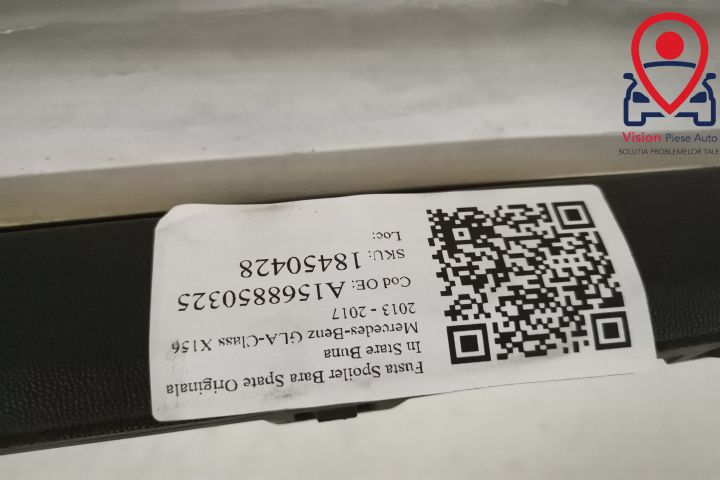 Vision Piese Auto
SOLUTIA PROBLEMELOR TALE
Fusta Spoiler Bara Spate Originala
In Stare Buna
Mercedes-Benz GLA-Class X156
2013 - 2017
Cod OE: A1568850325
SKU: 18450428
Loc: